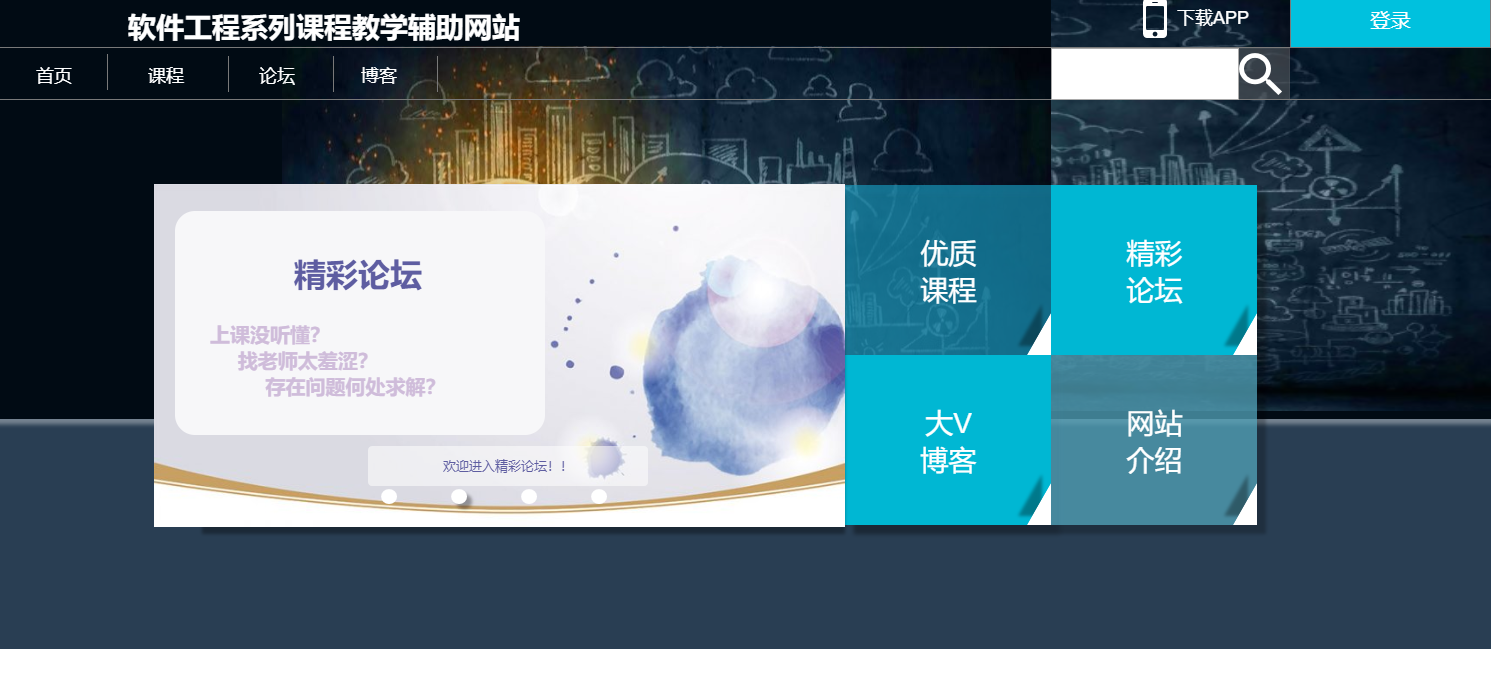 软件工程系列课程教学辅助网站
下载APP
登录
首页
课程
论坛
博客
精彩论坛
上课没听懂?
找老师太羞涩?
存在问题何处求解?
欢迎进入精彩论坛！!
优质
课程
精彩
论坛
大V
博客
网站
介绍